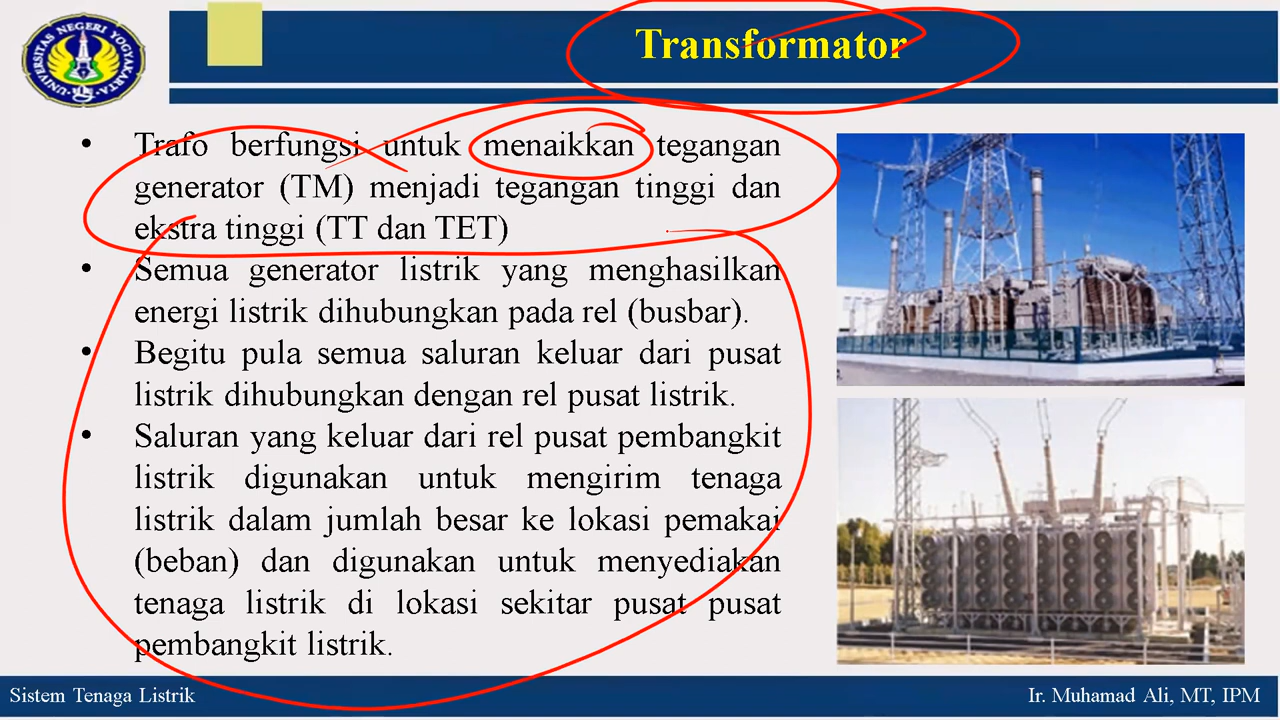 UNIVERSITAS NEGERI YOGYAKARTA
Transformator
• Trafo berfungsi untuk menaikkan tegangan
generator (TM) menjadi tegangan tinggi dan
ekstra tinggi (TT dan TET)
• Semua generator listrik yang menghasilkan
energi listrik dihubungkan pada rel (busbar).
• Begitu pula semua saluran keluar dari pusat
listrik dihubungkan dengan rel pusat listrik.
• Saluran yang keluar dari rel pusat pembangkit
listrik digunakan untuk mengirim tenaga
listrik dalam jumlah besar ke lokasi pemakai
(beban) dan digunakan untuk menyediakan
tenaga listrik di lokasi sekitar pusat pusat
pembangkit listrik.
Sistem Tenaga Listrik
Ir. Muhamad Ali, MT, IPM